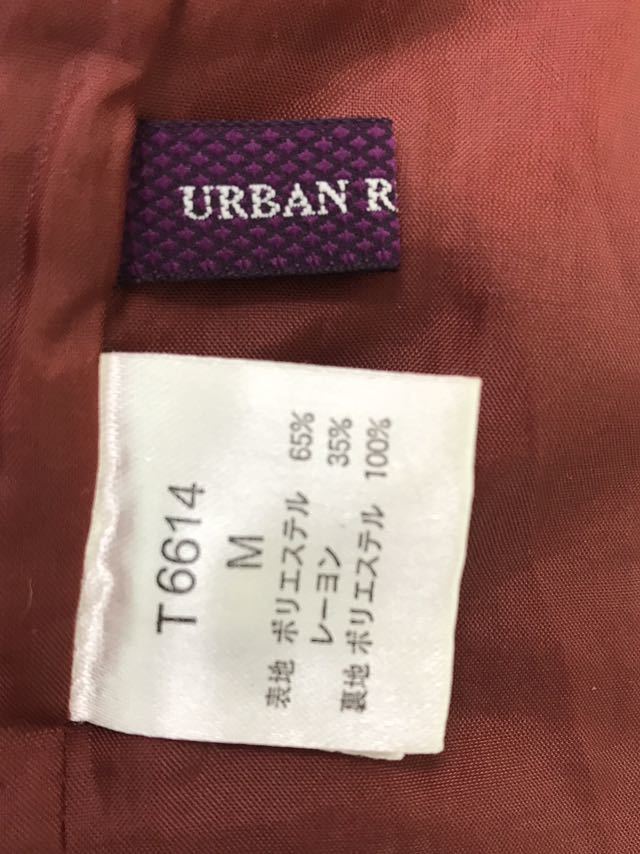 URBAN R
T6614
M
表地 ポリエステル 65%
レーヨン 35%
裏地 ポリエステル 100%